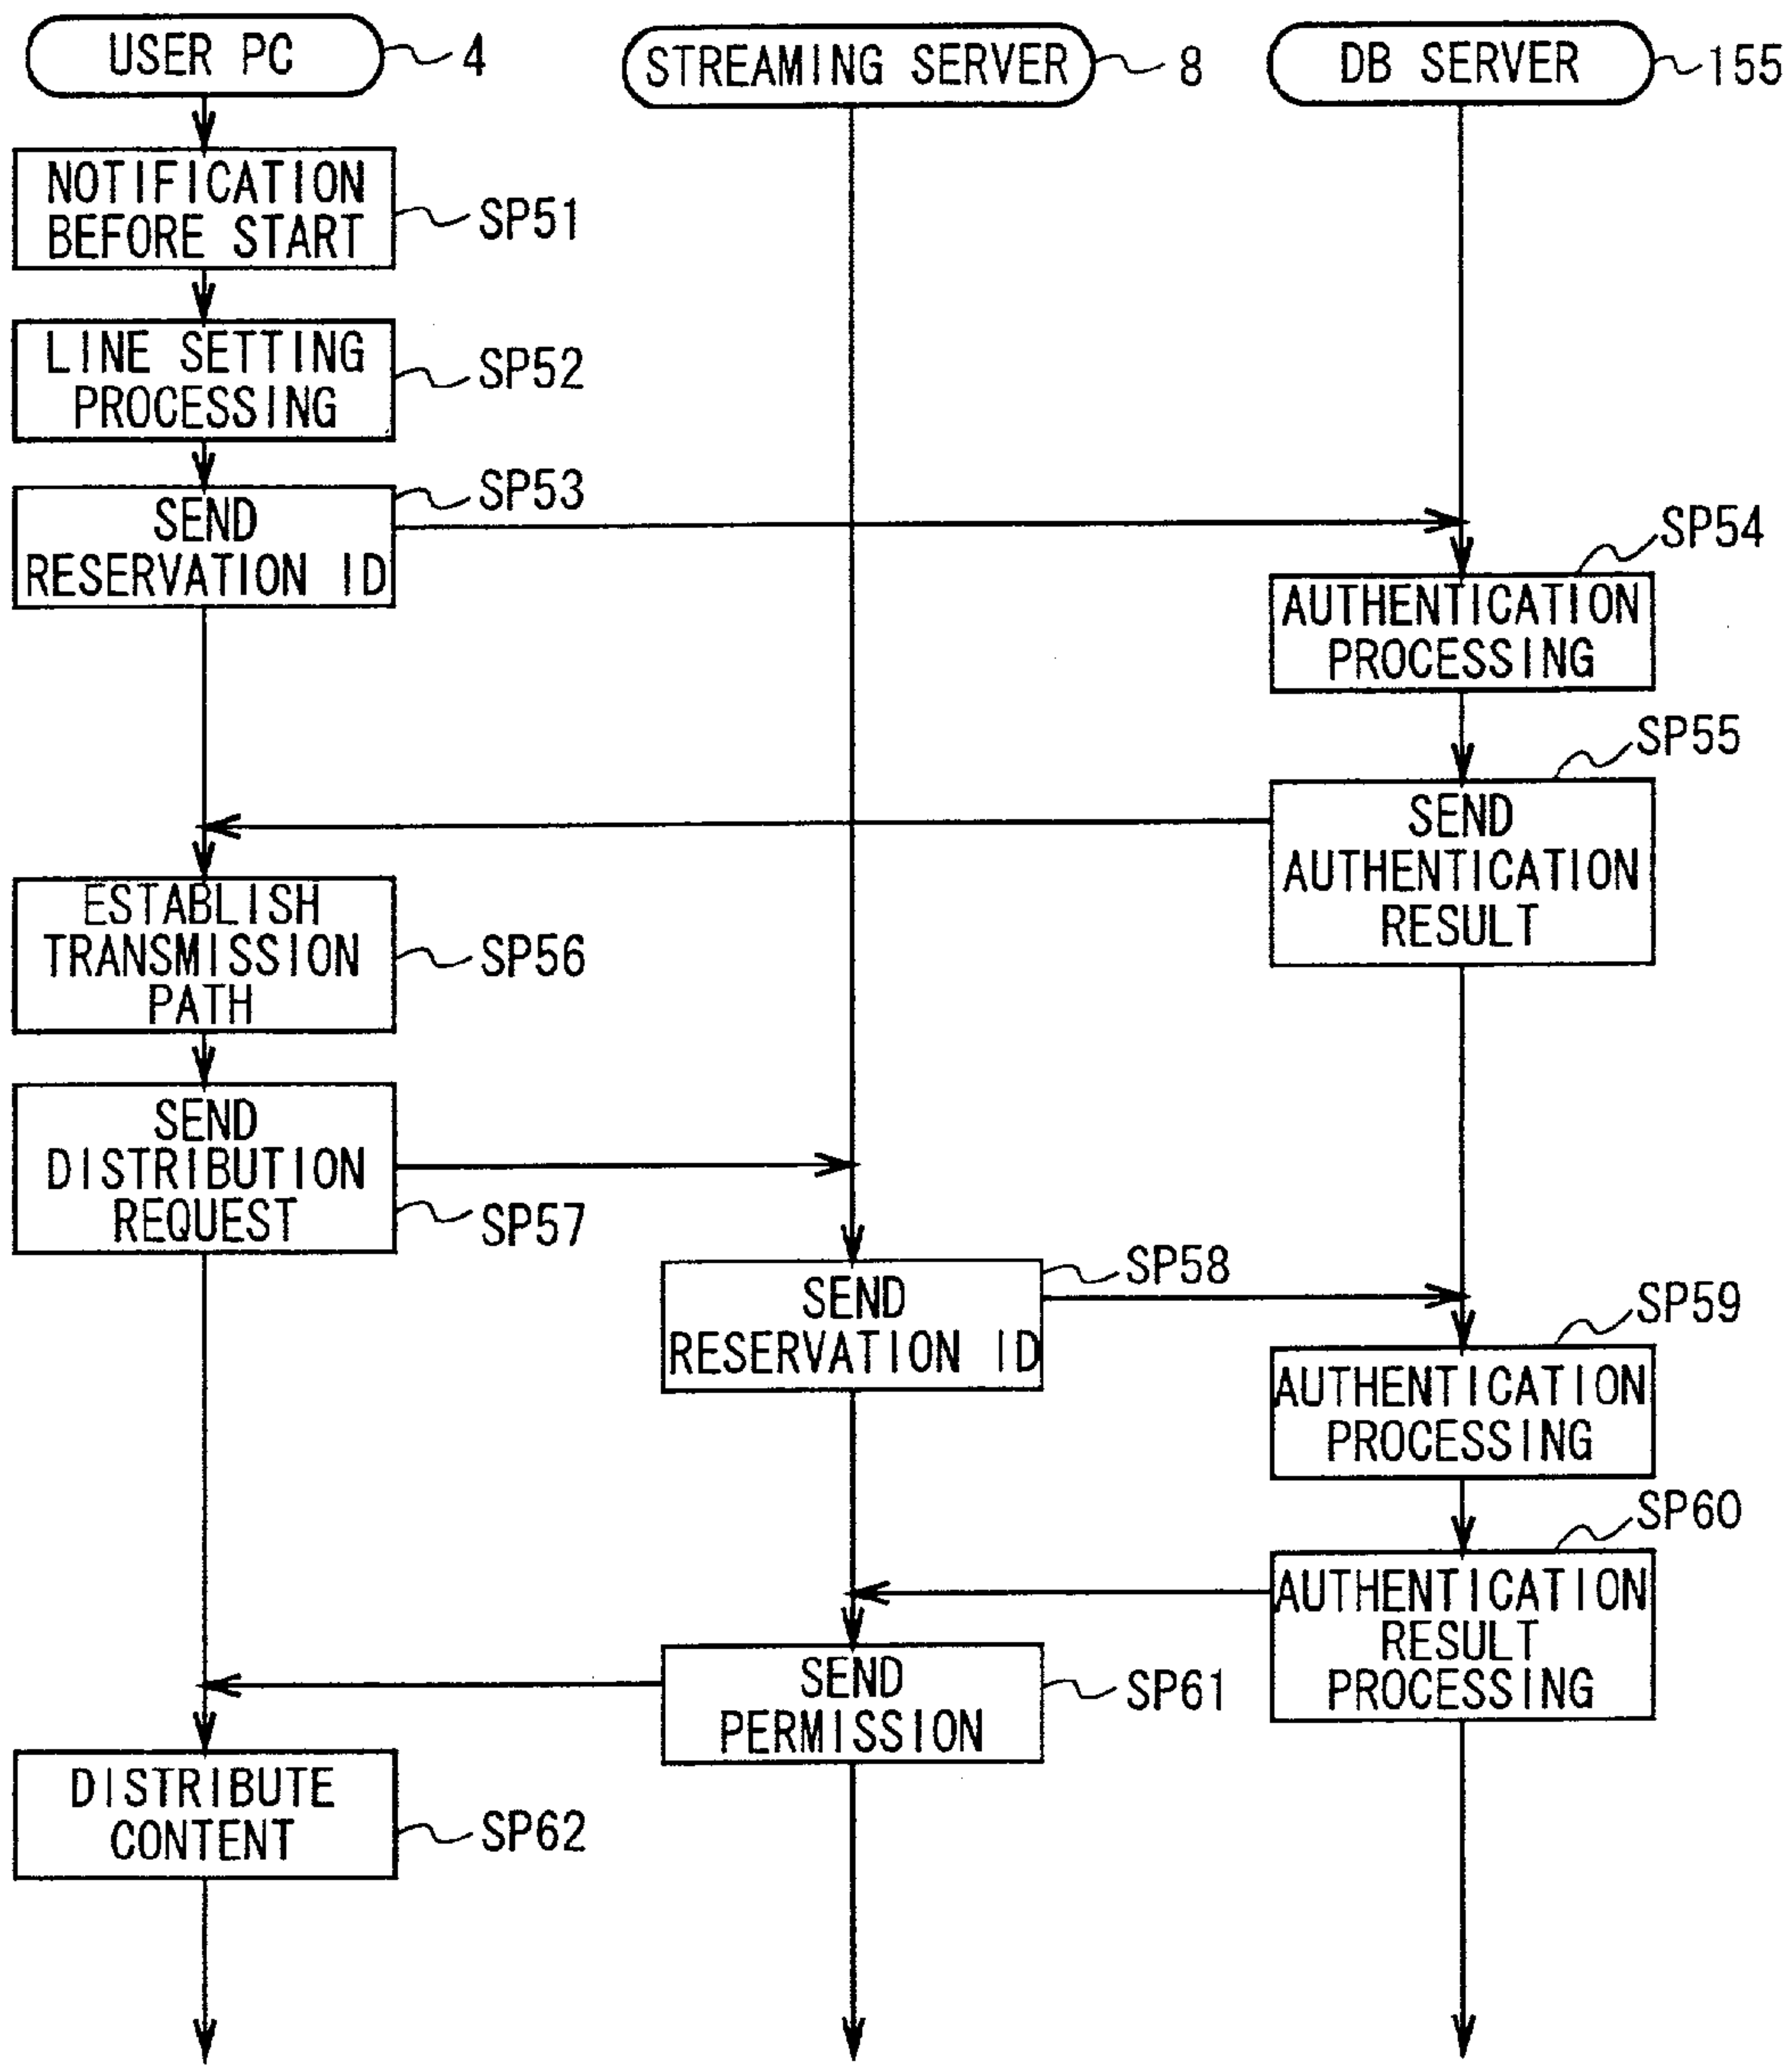 USER PC
4
STREAMING SERVER
8
DB SERVER
155
NOTIFICATION
BEFORE START
SP51
LINE SETTING
PROCESSING
SP52
SEND
RESERVATION ID
SP53
AUTHENTICATION
PROCESSING
SP54
SEND
AUTHENTICATION
RESULT
SP55
ESTABLISH
TRANSMISSION
PATH
SP56
SEND
DISTRIBUTION
REQUEST
SP57
SEND
RESERVATION ID
SP58
AUTHENTICATION
PROCESSING
SP59
AUTHENTICATION
RESULT
PROCESSING
SP60
SEND
PERMISSION
SP61
DISTRIBUTE
CONTENT
SP62